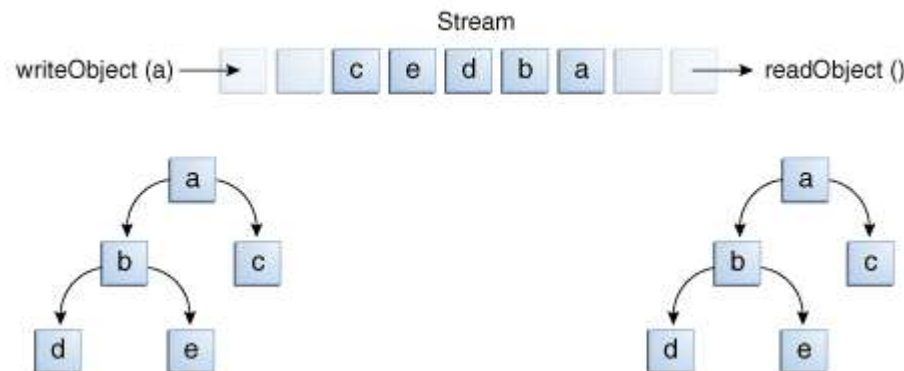 Stream
writeObject (a) c e d b a readObject ()
a a
b c b c
d e d e